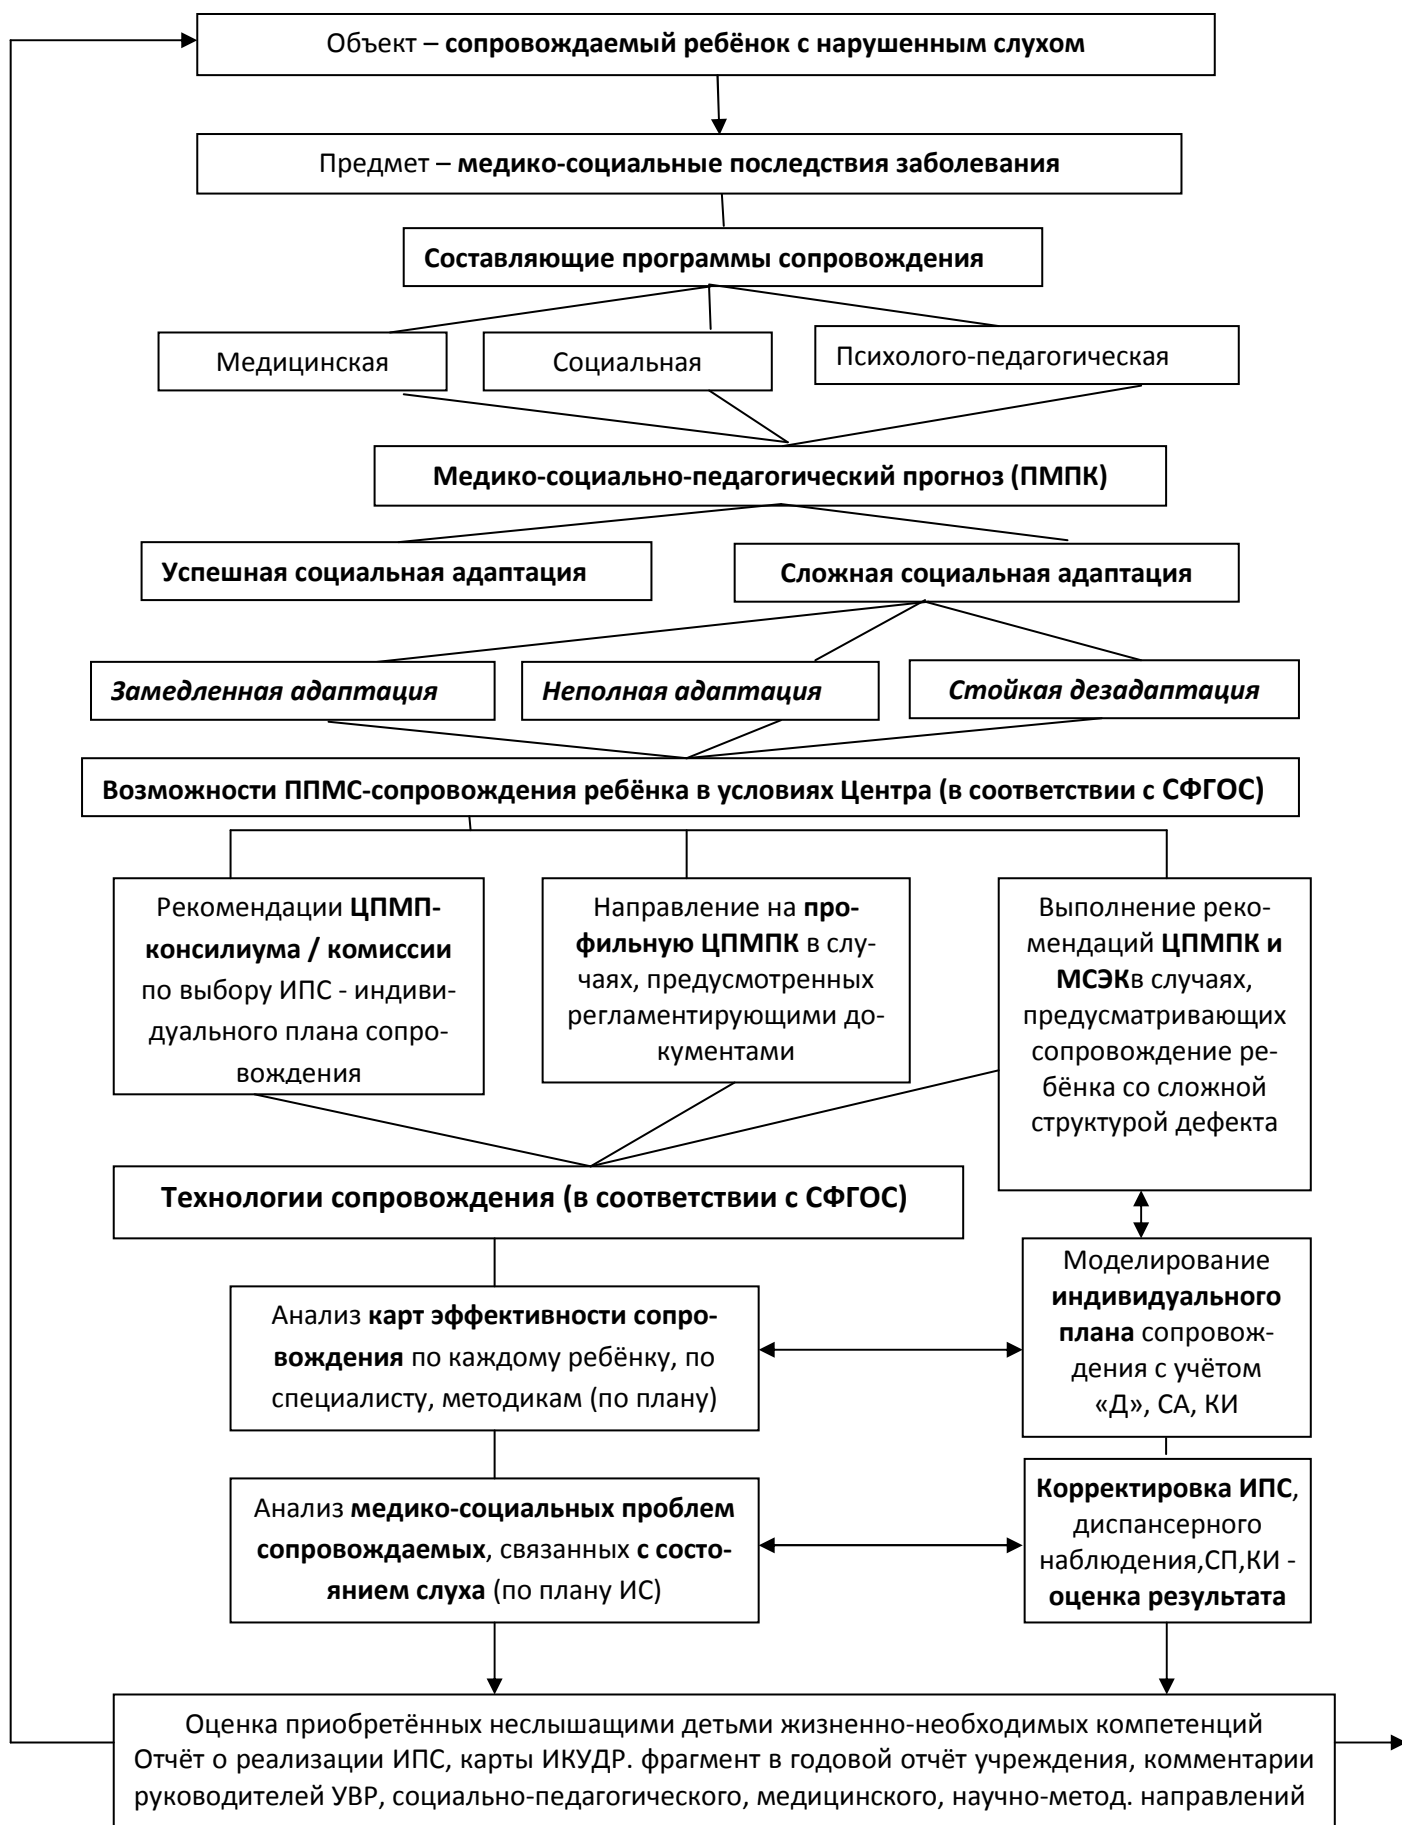 Объект – сопровождаемый ребёнок с нарушенным слухом
Предмет – медико-социальные последствия заболевания
Составляющие программы сопровождения
Медицинская
Социальная
Психолого-педагогическая
Медико-социально-педагогический прогноз (ПМПК)
Успешная социальная адаптация
Сложная социальная адаптация
Замедленная адаптация
Неполная адаптация
Стойкая дезадаптация
Возможности ППМС-сопровождения ребёнка в условиях Центра (в соответствии с СФГОС)
Рекомендации ЦПМП-
консилиума / комиссии
по выбору ИПС - индиви-
дуального плана сопро-
вождения
Направление на про-
фильную ЦПМПК в слу-
чаях, предусмотренных
регламентирующими до-
кументами
Выполнение реко-
мендаций ЦПМПК и
МСЭКв случаях,
предусматривающих
сопровождение ре-
бёнка со сложной
структурой дефекта
Технологии сопровождения (в соответствии с СФГОС)
Анализ карт эффективности сопро-
вождения по каждому ребёнку, по
специалисту, методикам (по плану)
Моделирование
индивидуального
плана сопровож-
дения с учётом
«Д», СА, КИ
Анализ медико-социальных проблем
сопровождаемых, связанных с состо-
янием слуха (по плану ИС)
Корректировка ИПС,
диспансерного
наблюдения,СП,КИ -
оценка результата
Оценка приобретённых неслышащими детьми жизненно-необходимых компетенций
Отчёт о реализации ИПС, карты ИКУДР. фрагмент в годовой отчёт учреждения, комментарии
руководителей УВР, социально-педагогического, медицинского, научно-метод. направлений